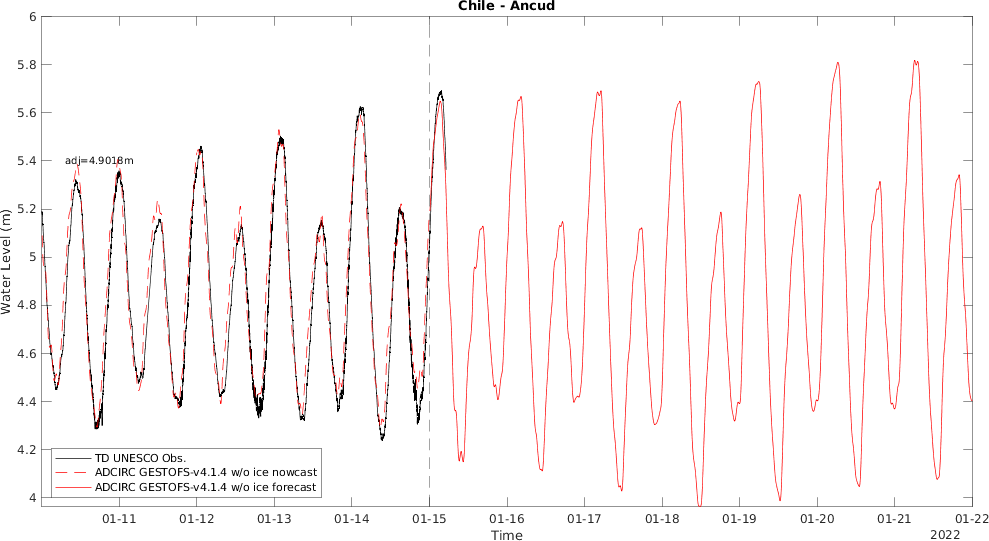 Chile - Ancud
6
5.8
5.6
5.4
5.2
5
4.8
4.6
4.4
4.2
4
Water Level (m)
adj=4.9018m
TD UNESCO Obs.
ADCIRC GESTOFS-v4.1.4 w/o ice nowcast
ADCIRC GESTOFS-v4.1.4 w/o ice forecast
01-11 01-12 01-13 01-14 01-15 01-16 01-17 01-18 01-19 01-20 01-21 01-22
Time
2022